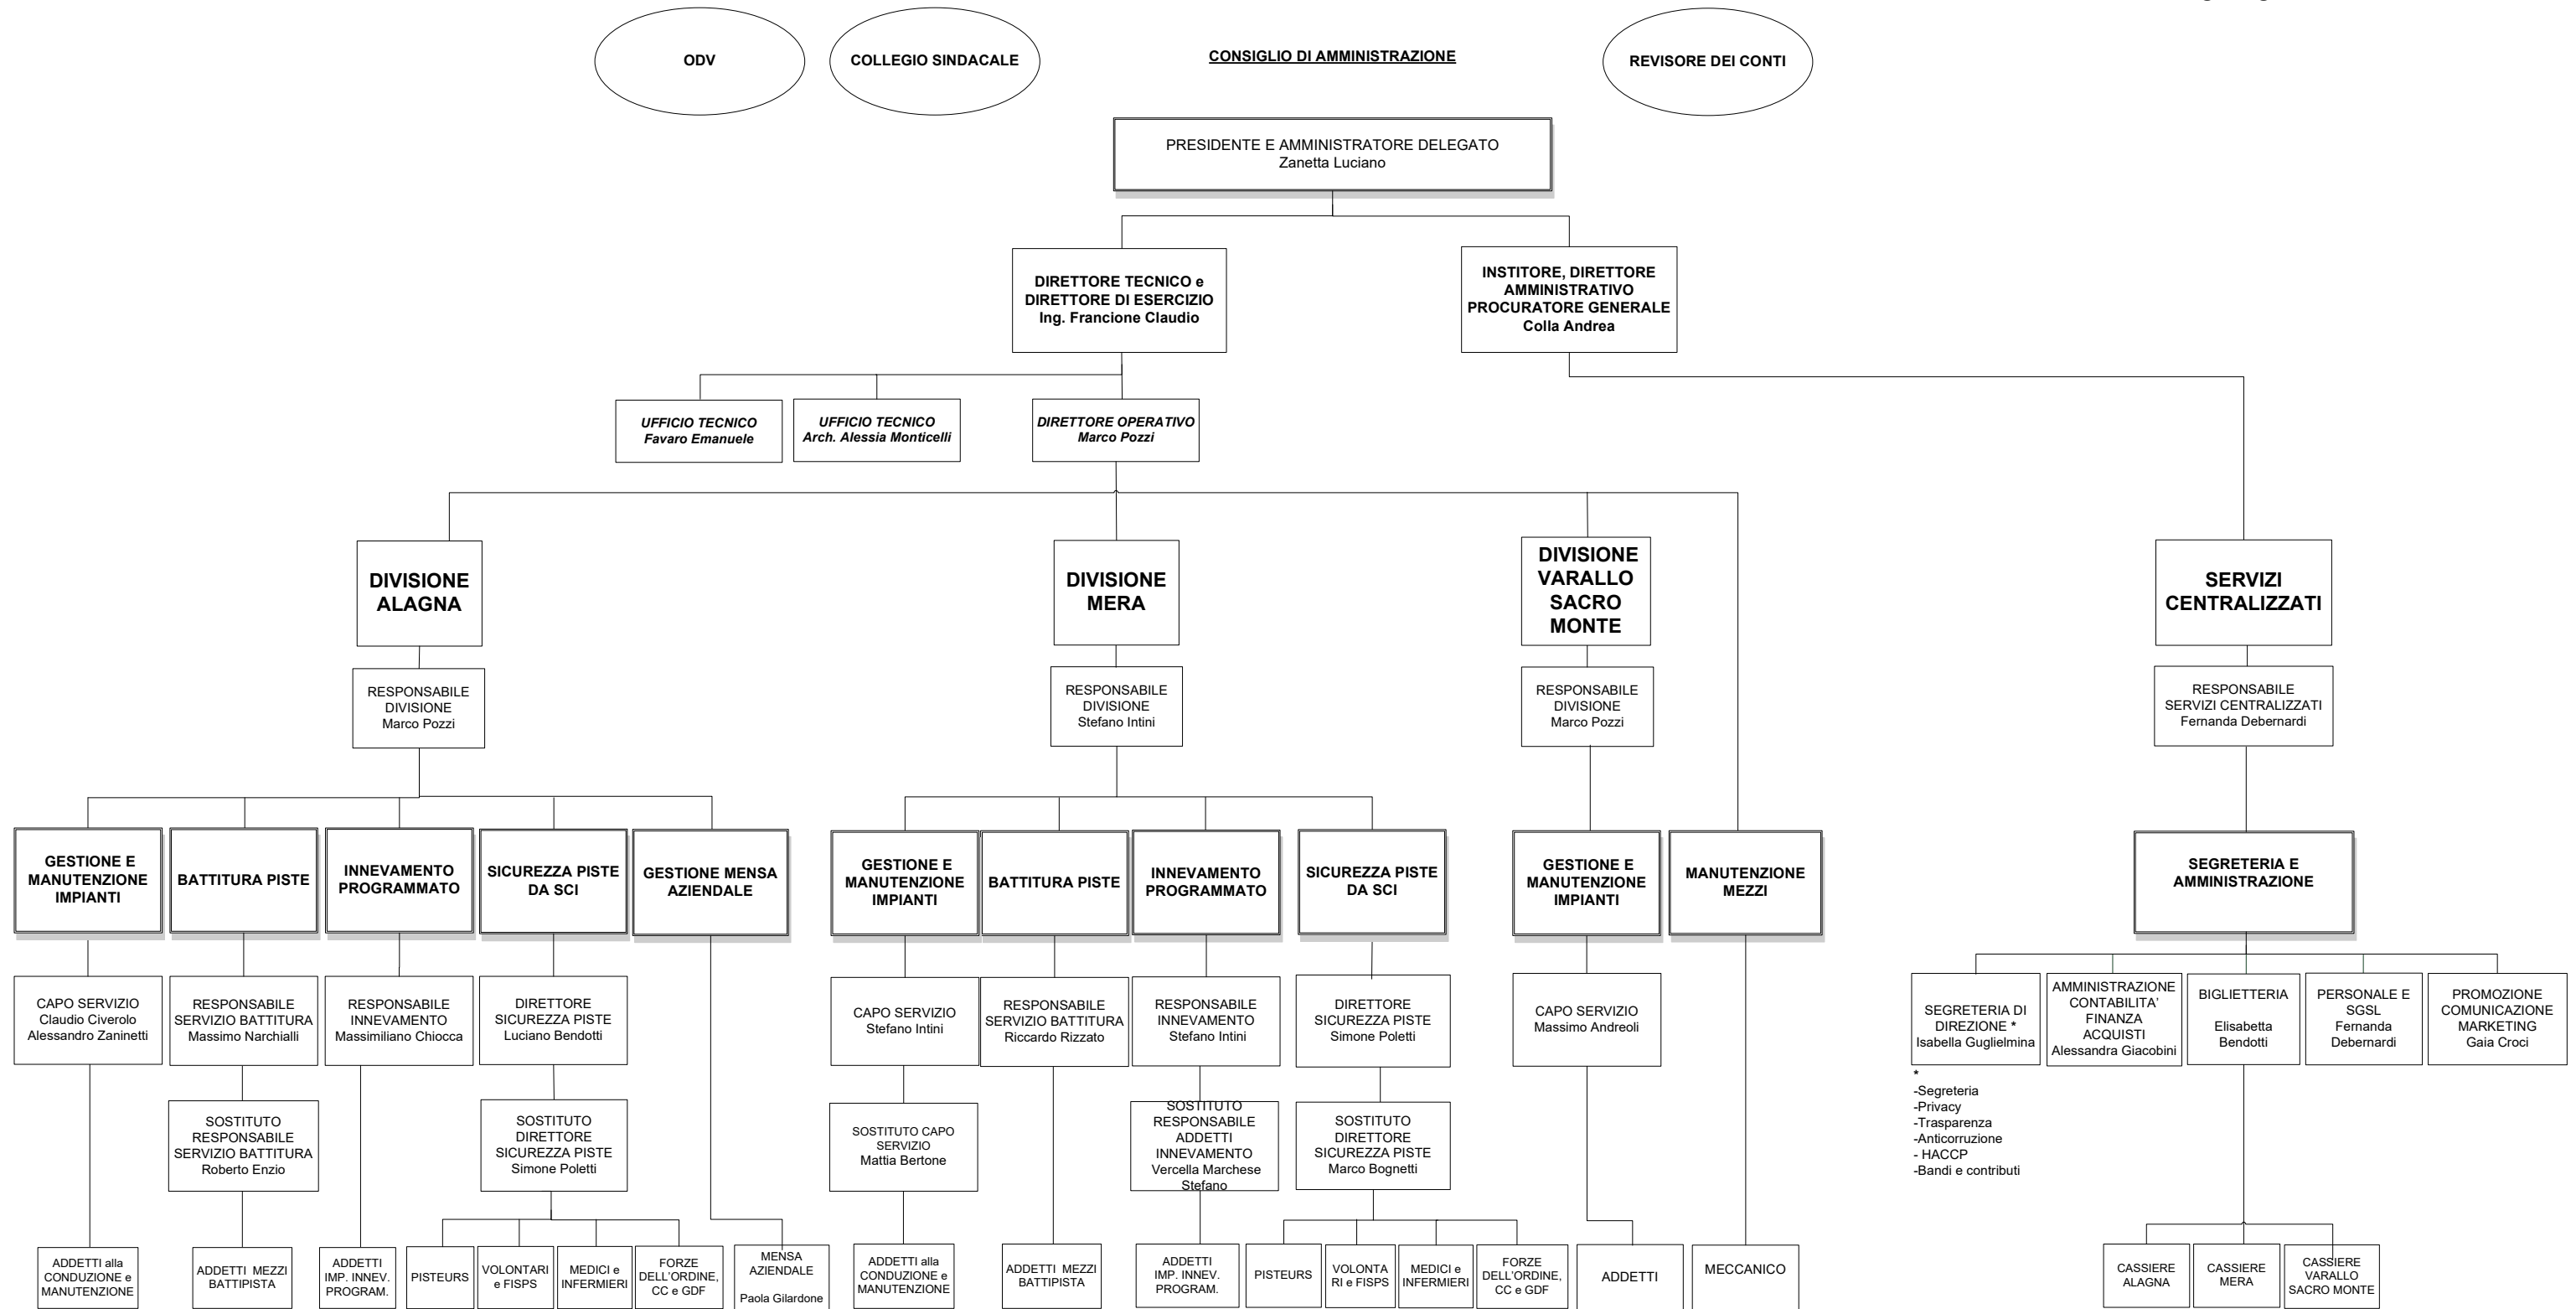 ODV
COLLEGIO SINDACALE
CONSIGLIO DI AMMINISTRAZIONE
REVISORE DEI CONTI
PRESIDENTE E AMMINISTRATORE DELEGATO
Zanetta Luciano
DIRETTORE TECNICO e
DIRETTORE DI ESERCIZIO
Ing. Francione Claudio
INSTITORE, DIRETTORE
AMMINISTRATIVO
PROCURATORE GENERALE
Colla Andrea
UFFICIO TECNICO
Favaro Emanuele
UFFICIO TECNICO
Arch. Alessia Monticelli
DIRETTORE OPERATIVO
Marco Pozzi
DIVISIONE
ALAGNA
DIVISIONE
MERA
DIVISIONE
VARALLO
SACRO
MONTE
SERVIZI
CENTRALIZZATI
RESPONSABILE
DIVISIONE
Marco Pozzi
RESPONSABILE
DIVISIONE
Stefano Intini
RESPONSABILE
DIVISIONE
Marco Pozzi
RESPONSABILE
SERVIZI CENTRALIZZATI
Fernanda Debernardi
GESTIONE E
MANUTENZIONE
IMPIANTI
BATTITURA PISTE
INNEVAMENTO
PROGRAMMATO
SICUREZZA PISTE
DA SCI
GESTIONE MENSA
AZIENDALE
GESTIONE E
MANUTENZIONE
IMPIANTI
BATTITURA PISTE
INNEVAMENTO
PROGRAMMATO
SICUREZZA PISTE
DA SCI
GESTIONE E
MANUTENZIONE
IMPIANTI
MANUTENZIONE
MEZZI
SEGRETERIA E
AMMINISTRAZIONE
CAPO SERVIZIO
Claudio Civerolo
Alessandro Zaninetti
RESPONSABILE
SERVIZIO BATTITURA
Massimo Narchialli
RESPONSABILE
INNEVAMENTO
Massimiliano Chiocca
DIRETTORE
SICUREZZA PISTE
Luciano Bendotti
CAPO SERVIZIO
Stefano Intini
RESPONSABILE
SERVIZIO BATTITURA
Riccardo Rizzato
RESPONSABILE
INNEVAMENTO
Stefano Intini
DIRETTORE
SICUREZZA PISTE
Simone Poletti
CAPO SERVIZIO
Massimo Andreoli
SEGRETERIA DI
DIREZIONE *
Isabella Guglielmina
AMMINISTRAZIONE
CONTABILITA’
FINANZA
ACQUISTI
Alessandra Giacobini
BIGLIETTERIA
Elisabetta
Bendotti
PERSONALE E
SGSL
Fernanda
Debernardi
PROMOZIONE
COMUNICAZIONE
MARKETING
Gaia Croci
*
-Segreteria
-Privacy
-Trasparenza
-Anticorruzione
- HACCP
-Bandi e contributi
SOSTITUTO
RESPONSABILE
SERVIZIO BATTITURA
Roberto Enzio
SOSTITUTO
DIRETTORE
SICUREZZA PISTE
Simone Poletti
SOSTITUTO CAPO
SERVIZIO
Mattia Bertone
SOSTITUTO
RESPONSABILE
ADDETTI
INNEVAMENTO
Vercella Marchese
Stefano
SOSTITUTO
DIRETTORE
SICUREZZA PISTE
Marco Bognetti
ADDETTI alla
CONDUZIONE e
MANUTENZIONE
ADDETTI MEZZI
BATTIPISTA
ADDETTI
IMP. INNEV.
PROGRAM.
PISTEURS
VOLONTARI
e FISPS
MEDICI e
INFERMIERI
FORZE
DELL’ORDINE,
CC e GDF
MENSA
AZIENDALE
Paola Gilardone
ADDETTI alla
CONDUZIONE e
MANUTENZIONE
ADDETTI MEZZI
BATTIPISTA
ADDETTI
IMP. INNEV.
PROGRAM.
PISTEURS
VOLONTA
RI e FISPS
MEDICI e
INFERMIERI
FORZE
DELL’ORDINE,
CC e GDF
ADDETTI
MECCANICO
CASSIERE
ALAGNA
CASSIERE
MERA
CASSIERE
VARALLO
SACRO MONTE